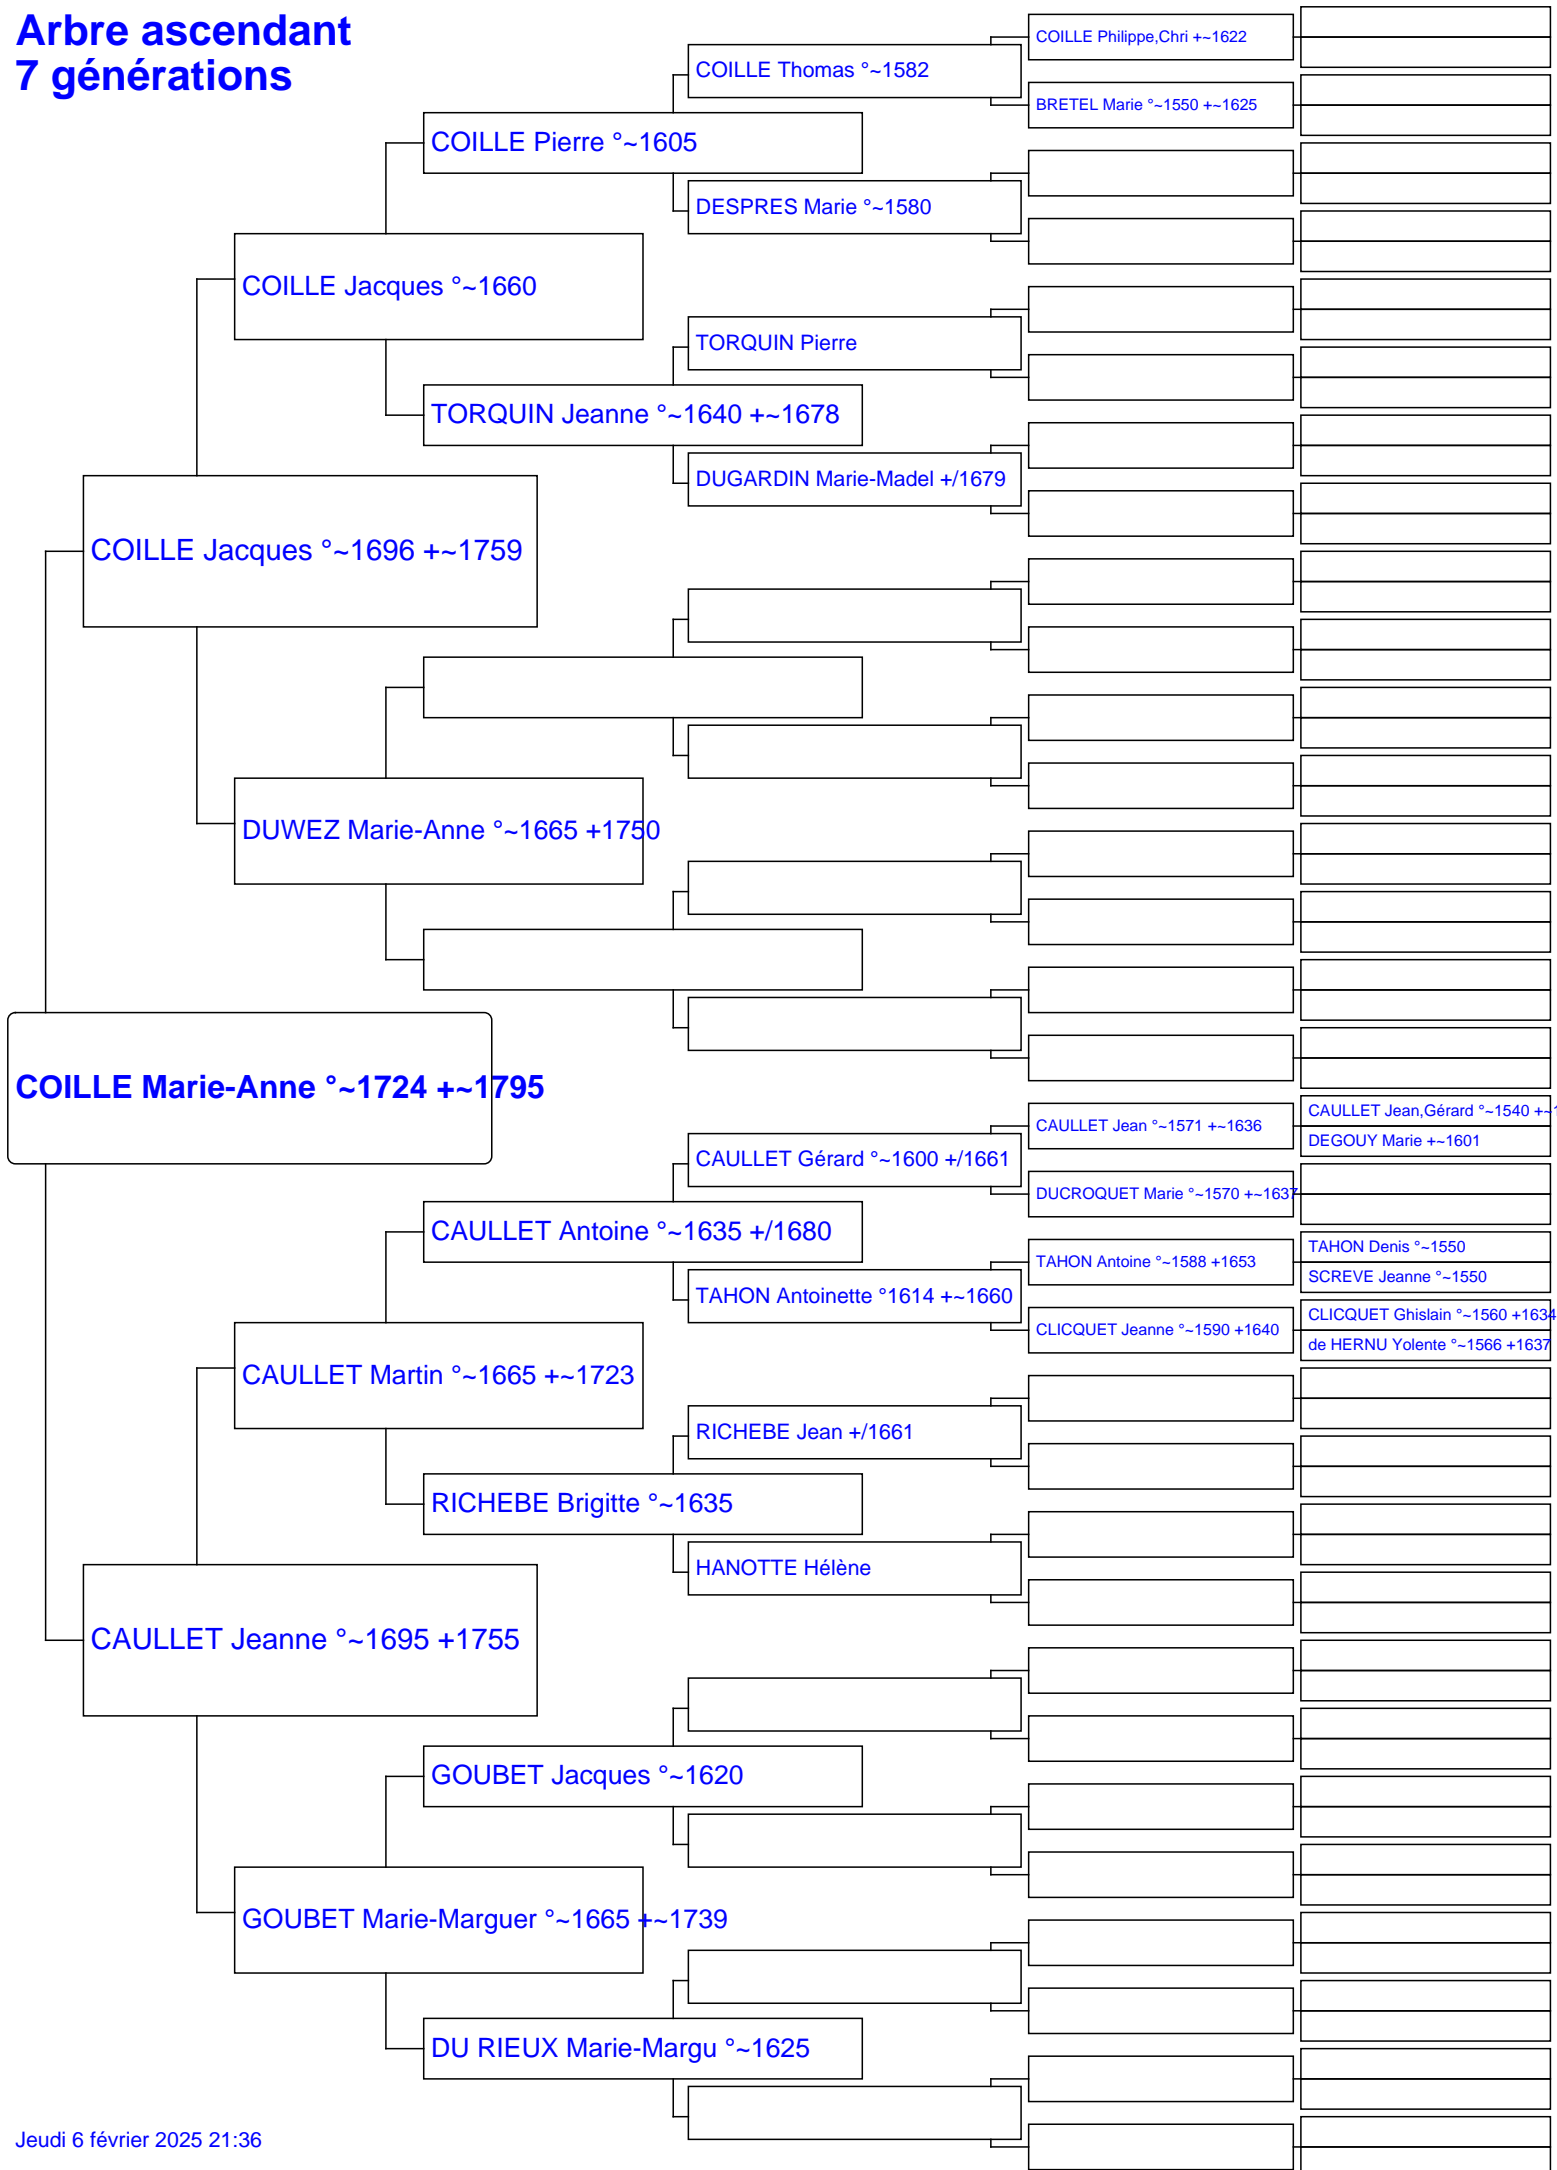 Arbre ascendant
7 générations
COILLE Philippe,Chri +~1622
COILLE Thomas °~1582
BRETEL Marie °~1550 +~1625
COILLE Pierre °~1605
DESPRES Marie °~1580
COILLE Jacques °~1660
TORQUIN Pierre
TORQUIN Jeanne °~1640 +~1678
DUGARDIN Marie-Madel +/1679
COILLE Jacques °~1696 +~1759
DUWEZ Marie-Anne °~1665 +1750
COILLE Marie-Anne °~1724 +~1795
CAULLET Jean,Gérard °~1540 +~1
CAULLET Jean °~1571 +~1636
DEGOUY Marie +~1601
CAULLET Gérard °~1600 +/1661
DUCROQUET Marie °~1570 +~1637
CAULLET Antoine °~1635 +/1680
TAHON Denis °~1550
TAHON Antoine °~1588 +1653
SCREVE Jeanne °~1550
TAHON Antoinette °1614 +~1660
CLICQUET Ghislain °~1560 +1634
CLICQUET Jeanne °~1590 +1640
de HERNU Yolente °~1566 +1637
CAULLET Martin °~1665 +~1723
RICHEBE Jean +/1661
RICHEBE Brigitte °~1635
HANOTTE Hélène
CAULLET Jeanne °~1695 +1755
GOUBET Jacques °~1620
GOUBET Marie-Marguer °~1665 +~1739
DU RIEUX Marie-Margu °~1625
Jeudi 6 février 2025 21:36